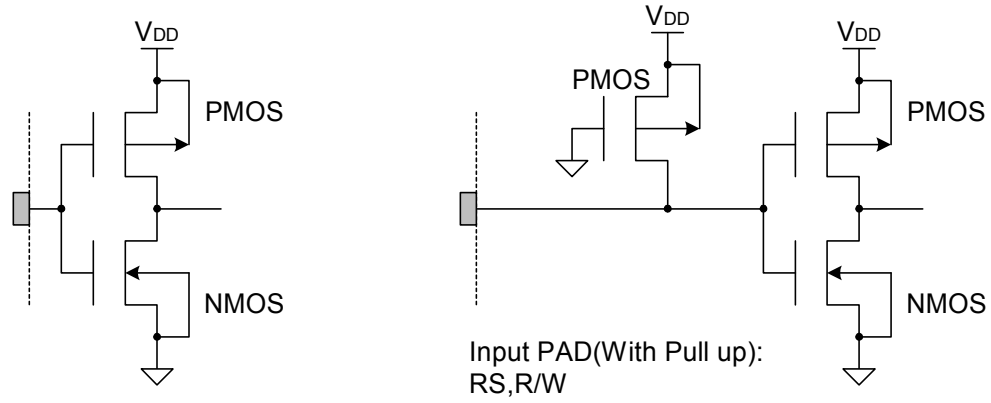 VDD
PMOS
NMOS
VDD
PMOS
VDD
PMOS
NMOS
Input PAD(With Pull up):
RS,R/W